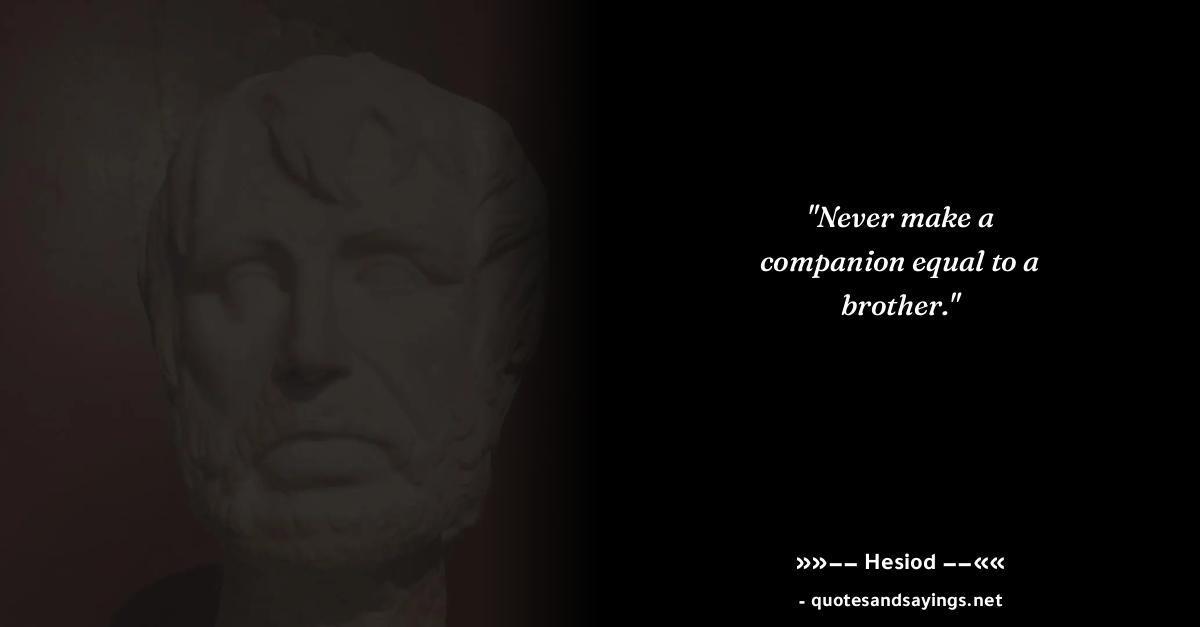 "Never make a
companion equal to a
brother."
»»−− Hesiod −−««
- quotesandsayings.net